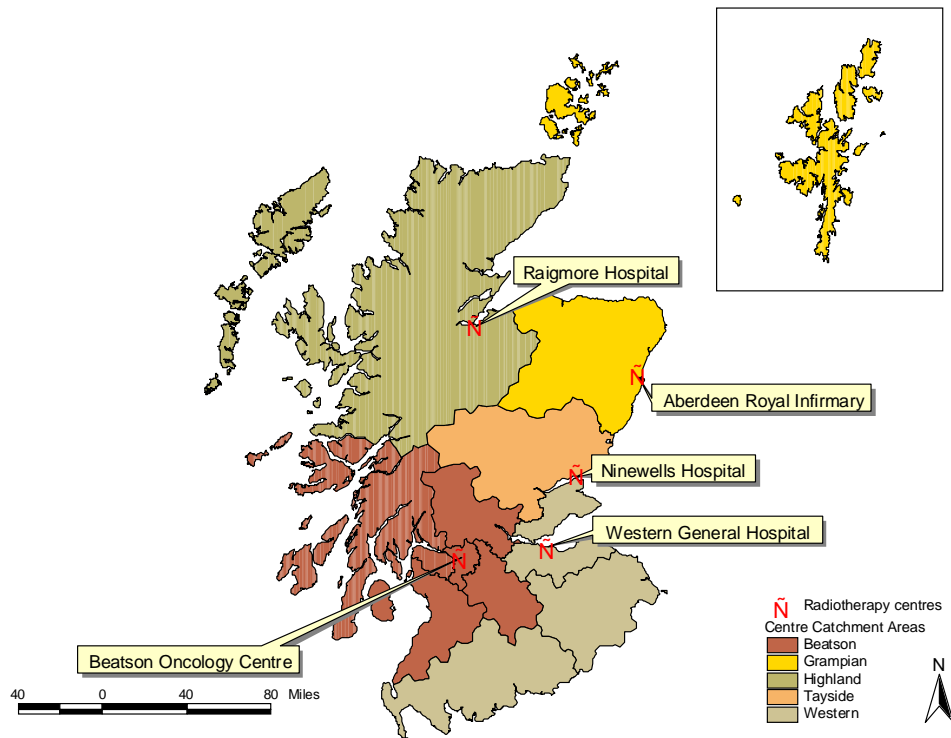 Raigmore Hospital
Ñ
Ñ
Aberdeen Royal Infirmary
Ninewells Hospital
Ñ
Western General Hospital
Ñ
Ñ
Beatson Oncology Centre
40 0 40 80 Miles
Ñ Radiotherapy centres
Centre Catchment Areas
Beatson
Grampian
Highland
Tayside
Western
N